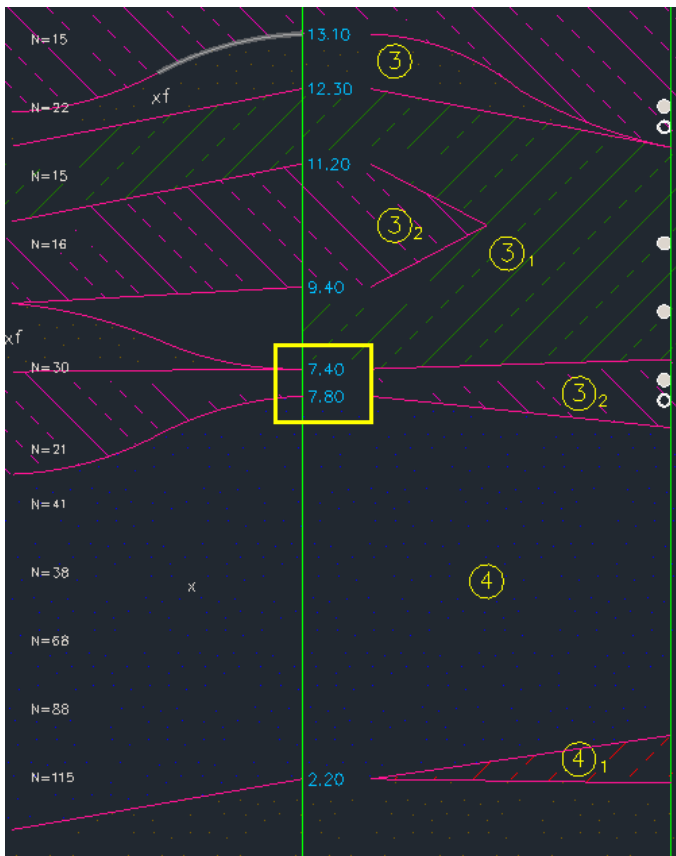 N=15
13.10
③
xf
12.30
N=22
N=15
11.20
③2
N=16
③1
9.40
xf
N=30
7.40
③2
7.80
N=21
N=41
N=38
④
x
N=68
N=88
④1
N=115
2.20